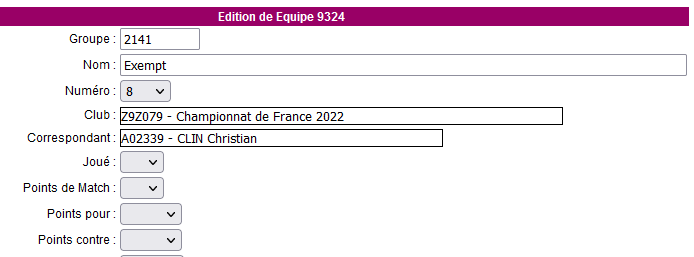 Edition de Equipe 9324
Groupe : 2141
Nom : Exempt
Numéro : 8
Club : Z9Z079 - Championnat de France 2022
Correspondant : A02339 - CLIN Christian
Joué :
Points de Match :
Points pour :
Points contre :